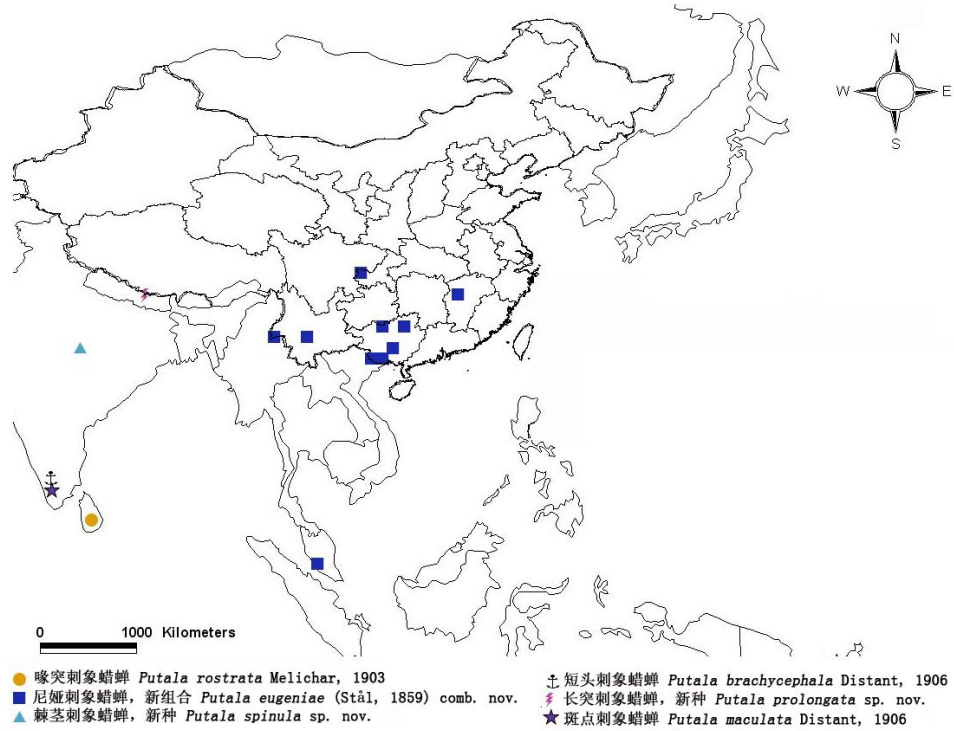 N
W
E
S
0 1000 Kilometers
喙突刺象蜡蝉 Putala rostrata Melichar, 1903
尼娅刺象蜡蝉，新组合 Putala eugeniae (Stål, 1859) comb. nov.
棘茎刺象蜡蝉，新种 Putala spinula sp. nov.
短头刺象蜡蝉 Putala brachycephala Distant, 1906
长突刺象蜡蝉，新种 Putala prolongata sp. nov.
斑点刺象蜡蝉 Putala maculata Distant, 1906